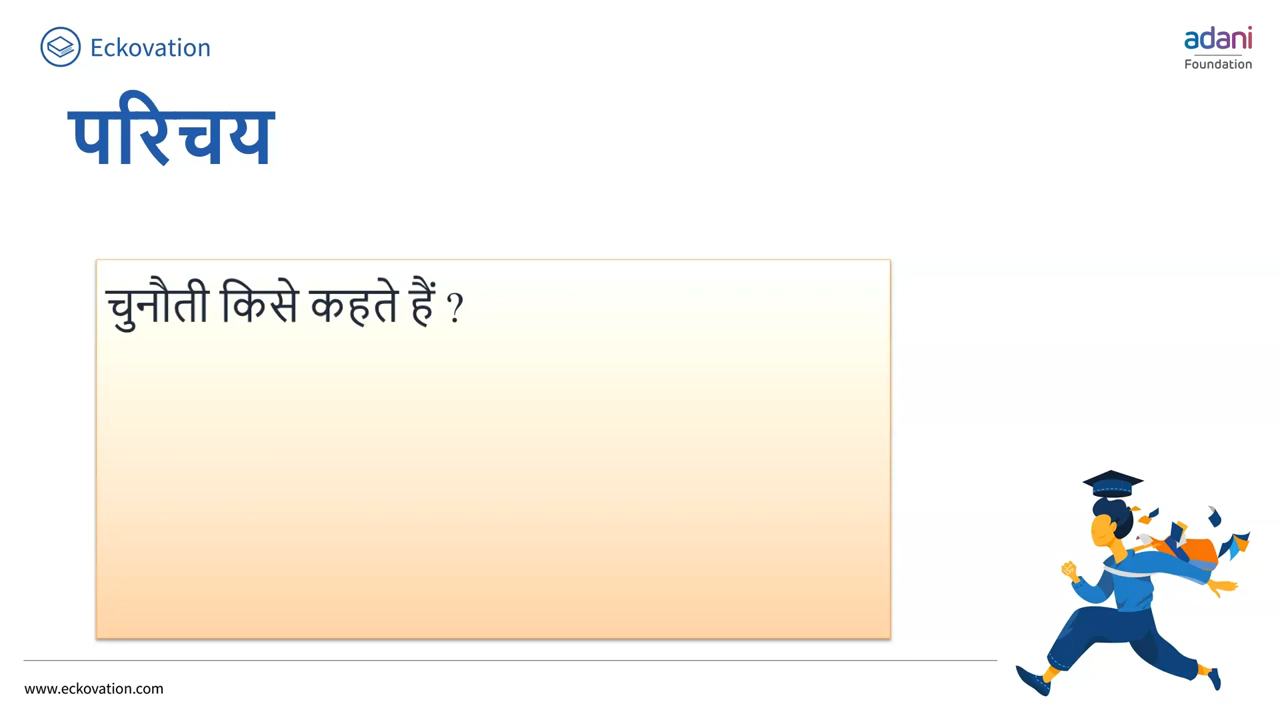 Eckovation
adani
Foundation
परिचय
चुनौती किसे कहते हैं ?
www.eckovation.com